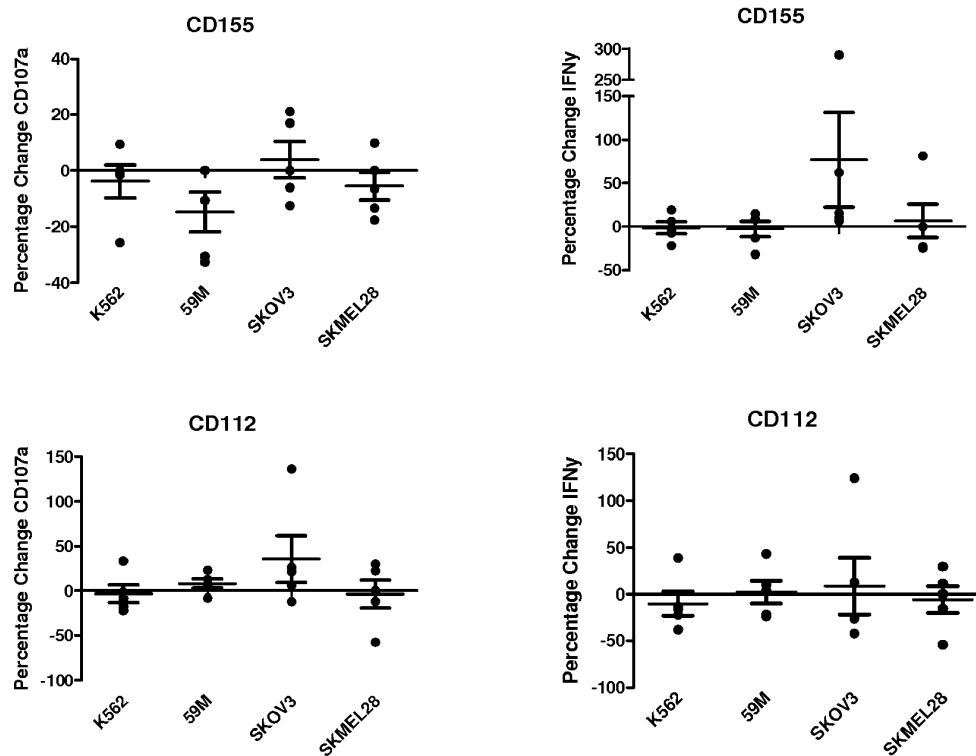 CD155
Percentage Change CD107a
40
20
0
-20
-40
K562
59M
SKOV3
SKMEL28
CD155
Percentage Change IFNy
300
250
150
100
50
0
-50
K562
59M
SKOV3
SKMEL28
CD112
Percentage Change CD107a
150
100
50
0
-50
-100
K562
59M
SKOV3
SKMEL28
CD112
Percentage Change IFNy
150
100
50
0
-50
-100
K562
59M
SKOV3
SKMEL28